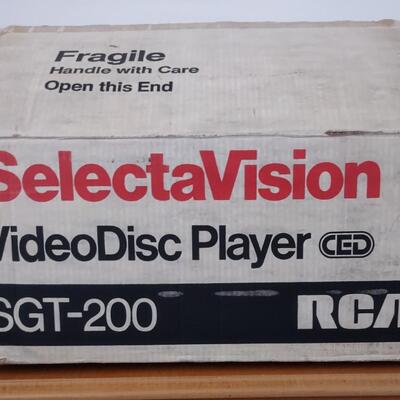 Fragile
Handle with Care
Open this End
SelectaVision
VideoDisc Player CED
SGT-200 RCA